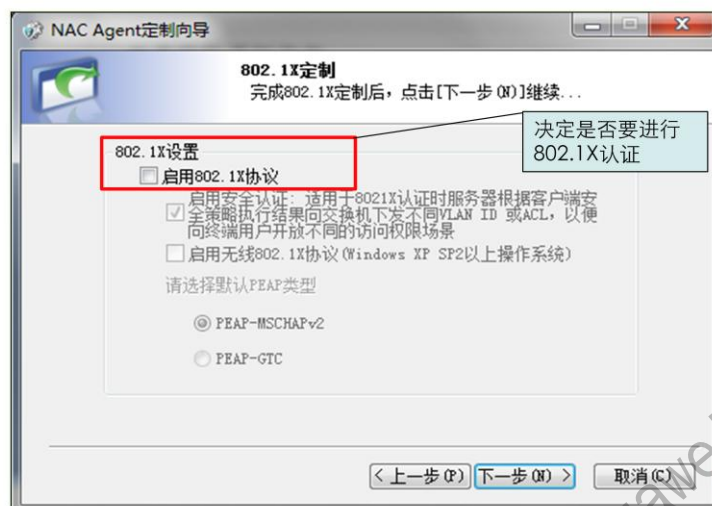 NAC Agent定制向导
802.1X定制
完成802.1X定制后，点击[下一步(N)]继续...
决定是否要进行
802.1X认证
802.1X设置
启用802.1X协议
启用安全认证：适用于8021X认证时服务器根据客户端安
全策略执行结果向交换机下发不同VLAN ID 或ACL，以便
向终端用户开放不同的访问权限场景
启用无线802.1X协议(Windows XP SP2以上操作系统)
请选择默认PEAP类型
PEAP-MSCHAPv2
PEAP-GTC
< 上一步(P)
下一步(N) >
取消(C)